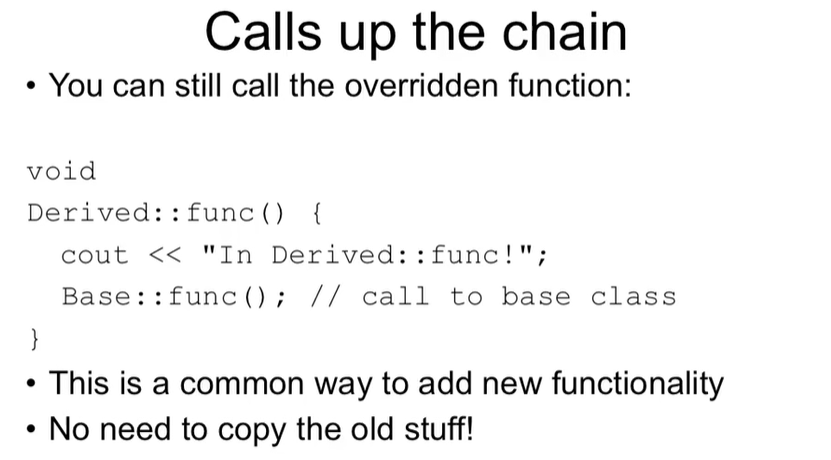 Calls up the chain
• You can still call the overridden function:
void
Derived::func() {
  cout << "In Derived::func!";
  Base::func(); // call to base class
}
• This is a common way to add new functionality
• No need to copy the old stuff!